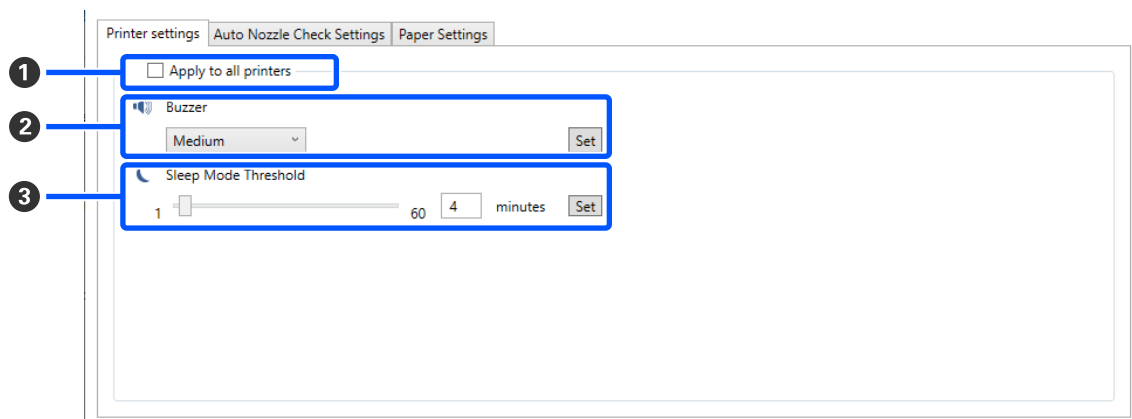 Printer settings Auto Nozzle Check Settings Paper Settings
1 Apply to all printers
Buzzer
2 Medium Set
Sleep Mode Threshold
3 1 60 4 minutes Set